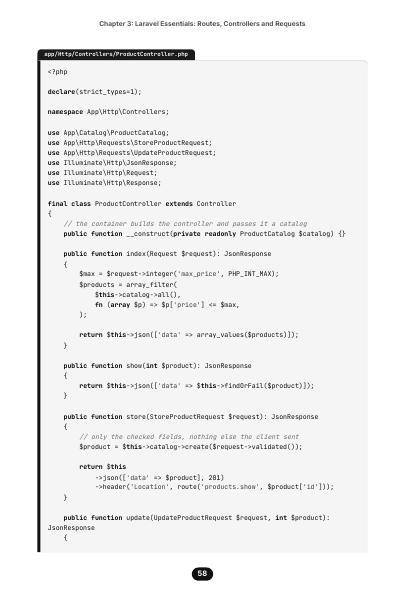 Chapter 3: Laravel Essentials: Routes, Controllers and Requests
app/Http/Controllers/ProductController.php
<?php
declare(strict_types=1);
namespace App\Http\Controllers;
use App\Catalog\ProductCatalog;
use App\Http\Requests\StoreProductRequest;
use App\Http\Requests\UpdateProductRequest;
use Illuminate\Http\JsonResponse;
use Illuminate\Http\Request;
use Illuminate\Http\Response;
final class ProductController extends Controller
{
    // the container builds the controller and passes it a catalog
    public function __construct(private readonly ProductCatalog $catalog) {}
    public function index(Request $request): JsonResponse
    {
        $max = $request->integer('max_price', PHP_INT_MAX);
        $products = array_filter(
            $this->catalog->all(),
            fn (array $p) => $p['price'] <= $max,
        );
        return $this->json(['data' => array_values($products)]);
    }
    public function show(int $product): JsonResponse
    {
        return $this->json(['data' => $this->findOrFail($product)]);
    }
    public function store(StoreProductRequest $request): JsonResponse
    {
        // only the checked fields, nothing else the client sent
        $product = $this->catalog->create($request->validated());
        return $this
            ->json(['data' => $product], 201)
            ->header('Location', route('products.show', $product['id']));
    }
    public function update(UpdateProductRequest $request, int $product):
JsonResponse
    {
58